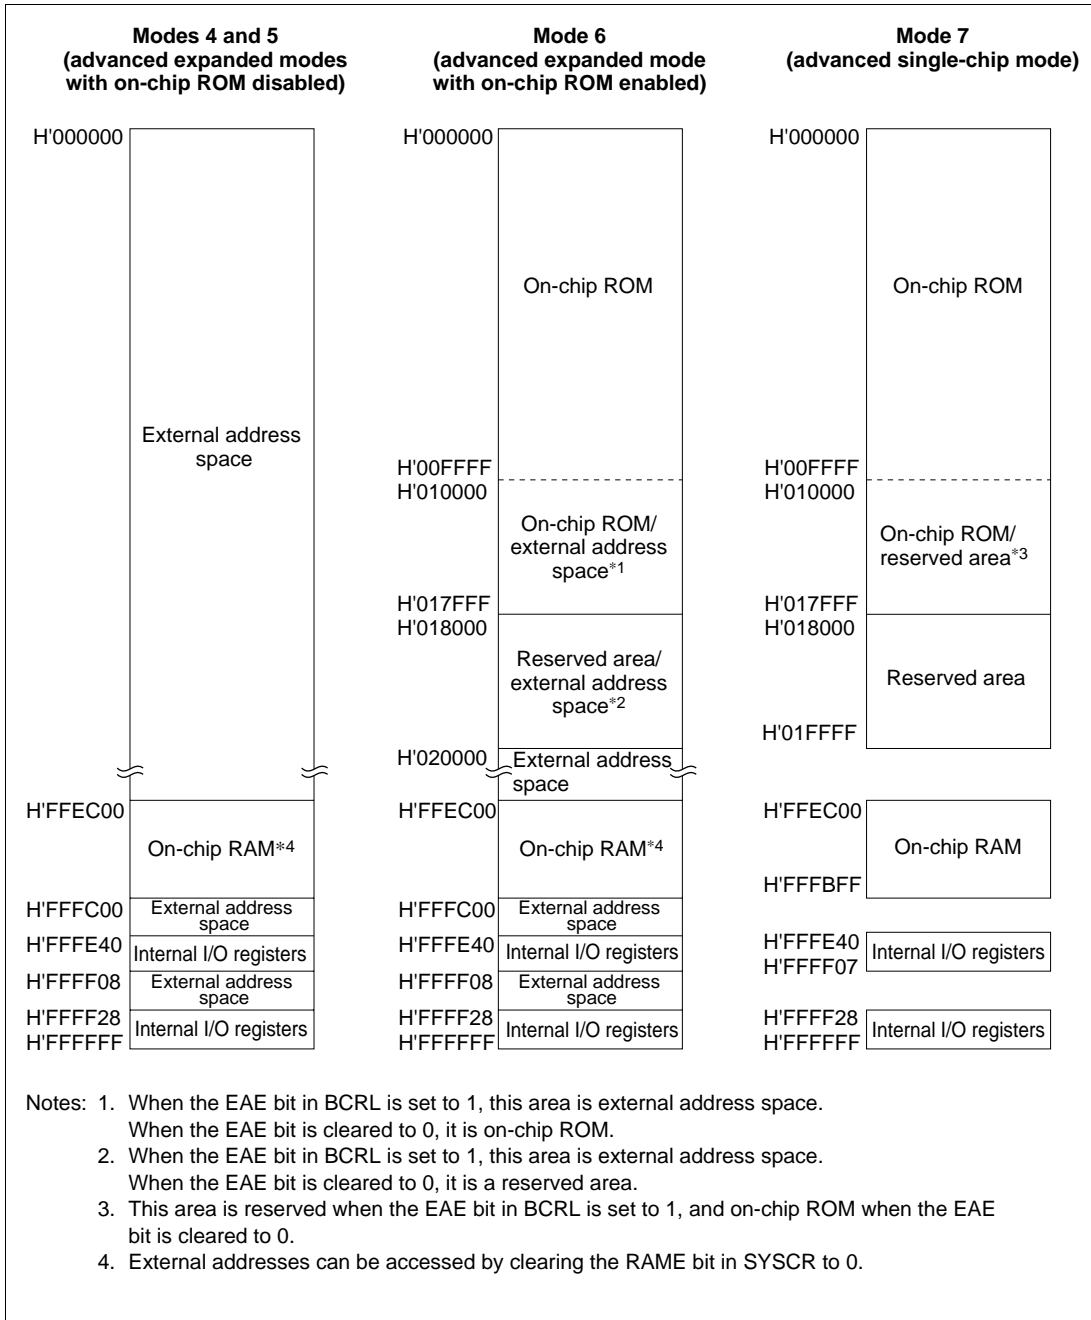 Modes 4 and 5
(advanced expanded modes
with on-chip ROM disabled)
H'000000
External address
space
H'FFEC00
On-chip RAM*4
H'FFFC00
External address
space
H'FFFE40
Internal I/O registers
H'FFFF08
External address
space
H'FFFF28
Internal I/O registers
H'FFFFFF
Mode 6
(advanced expanded mode
with on-chip ROM enabled)
H'000000
On-chip ROM
H'00FFFF
H'010000
On-chip ROM/
external address
space*1
H'017FFF
H'018000
Reserved area/
external address
space*2
H'020000
External address
space
H'FFEC00
On-chip RAM*4
H'FFFC00
External address
space
H'FFFE40
Internal I/O registers
H'FFFF08
External address
space
H'FFFF28
Internal I/O registers
H'FFFFFF
Mode 7
(advanced single-chip mode)
H'000000
On-chip ROM
H'00FFFF
H'010000
On-chip ROM/
reserved area*3
H'017FFF
H'018000
Reserved area
H'01FFFF
H'FFEC00
On-chip RAM
H'FFFBFF
H'FFFE40
Internal I/O registers
H'FFFF07
H'FFFF28
Internal I/O registers
H'FFFFFF
Notes: 1. When the EAE bit in BCRL is set to 1, this area is external address space.
When the EAE bit is cleared to 0, it is on-chip ROM.
2. When the EAE bit in BCRL is set to 1, this area is external address space.
When the EAE bit is cleared to 0, it is a reserved area.
3. This area is reserved when the EAE bit in BCRL is set to 1, and on-chip ROM when the EAE
bit is cleared to 0.
4. External addresses can be accessed by clearing the RAME bit in SYSCR to 0.